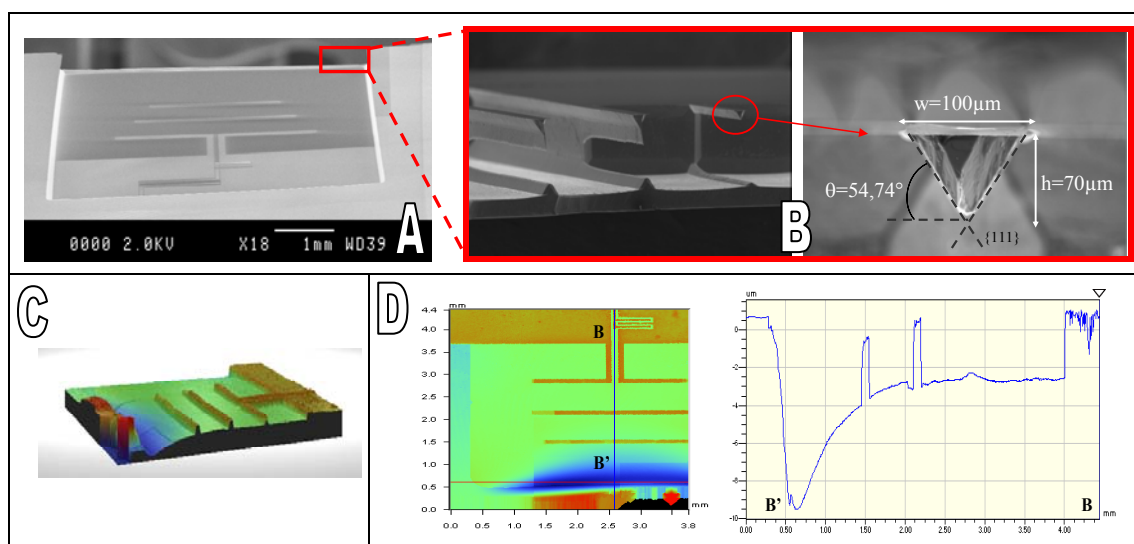 0000 2.0KV X18 1mm WD39 A
w=100µm
θ=54,74°
h=70µm
{111}
B
C
D
mm
4.4
4.0
3.5
3.0
2.5
2.0
1.5
1.0
0.5
0.0
B
B'
0.0 0.5 1.0 1.5 2.0 2.5 3.0 3.8
mm
um
0
-2
-4
-6
-8
-10
B' B
mm
0.00 0.50 1.00 1.50 2.00 2.50 3.00 3.50 4.00